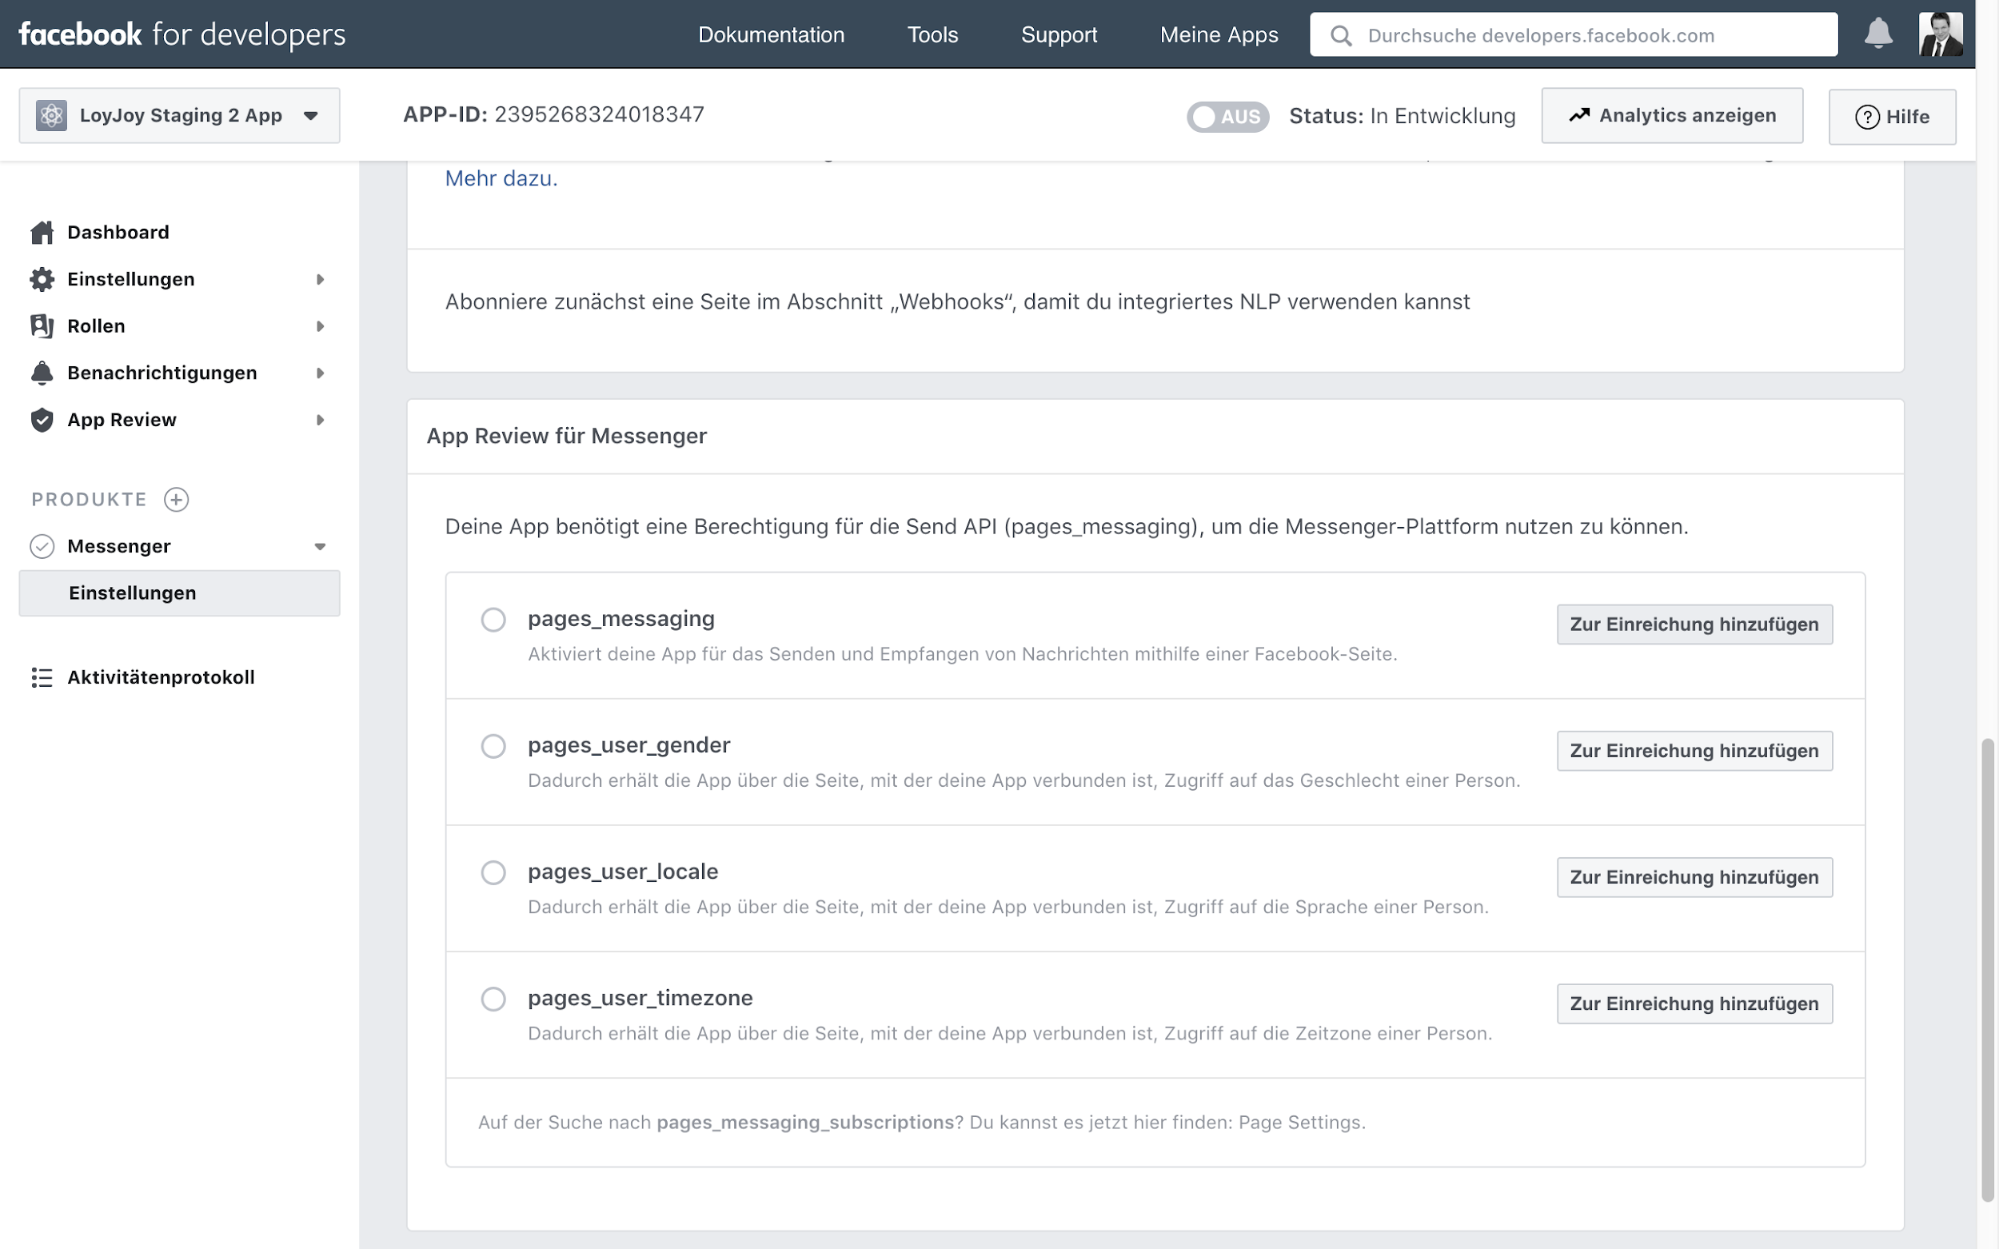 facebook for developers
Dokumentation
Tools
Support
Meine Apps
Durchsuche developers.facebook.com
LoyJoy Staging 2 App
APP-ID: 2395268324018347
AUS
Status: In Entwicklung
Analytics anzeigen
Hilfe
Mehr dazu.
Dashboard
Einstellungen
Rollen
Benachrichtigungen
App Review
PRODUKTE
Messenger
Einstellungen
Aktivitätenprotokoll
Abonniere zunächst eine Seite im Abschnitt „Webhooks“, damit du integriertes NLP verwenden kannst
App Review für Messenger
Deine App benötigt eine Berechtigung für die Send API (pages_messaging), um die Messenger-Plattform nutzen zu können.
pages_messaging
Zur Einreichung hinzufügen
Aktiviert deine App für das Senden und Empfangen von Nachrichten mithilfe einer Facebook-Seite.
pages_user_gender
Zur Einreichung hinzufügen
Dadurch erhält die App über die Seite, mit der deine App verbunden ist, Zugriff auf das Geschlecht einer Person.
pages_user_locale
Zur Einreichung hinzufügen
Dadurch erhält die App über die Seite, mit der deine App verbunden ist, Zugriff auf die Sprache einer Person.
pages_user_timezone
Zur Einreichung hinzufügen
Dadurch erhält die App über die Seite, mit der deine App verbunden ist, Zugriff auf die Zeitzone einer Person.
Auf der Suche nach pages_messaging_subscriptions? Du kannst es jetzt hier finden: Page Settings.